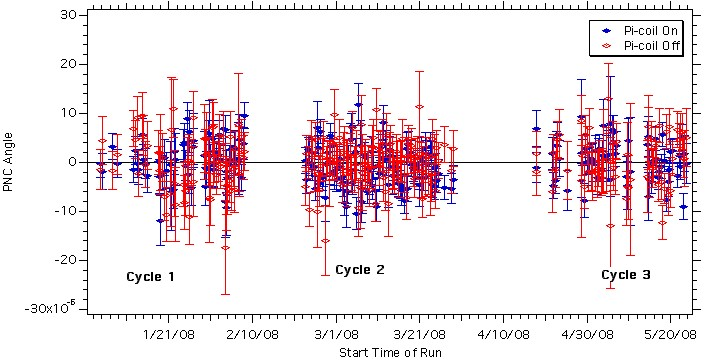 30
Pi-coil On
Pi-coil Off
20
10
0
-10
-20
-30x10-6
PNC Angle
Cycle 1
Cycle 2
Cycle 3
1/21/08 2/10/08 3/1/08 3/21/08 4/10/08 4/30/08 5/20/08
Start Time of Run